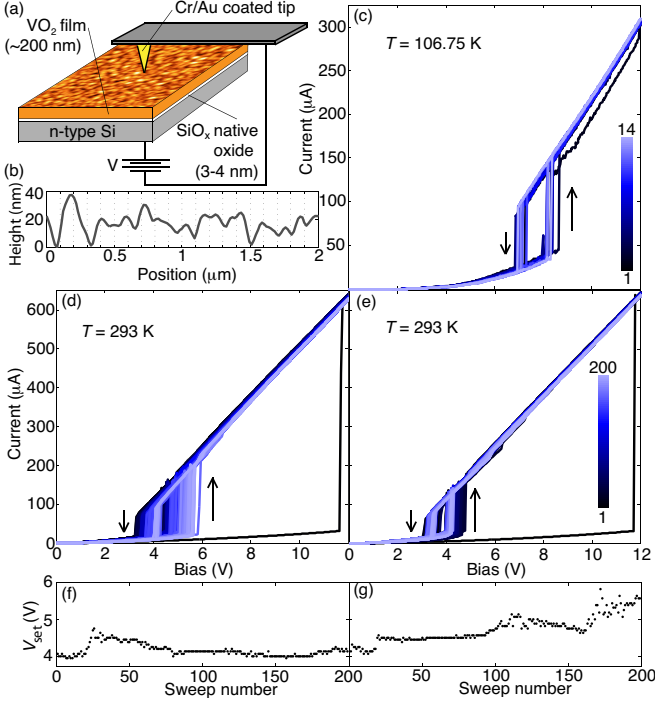 (a)
Cr/Au coated tip
VO2 film
(~200 nm)
n-type Si
SiOx native
oxide
(3-4 nm)
V
(b)
Height (nm)
40
20
0
0
0.5
1
1.5
2
Position (μm)
(c)
T = 106.75 K
Current (μA)
300
250
200
150
100
50
14
1
(d)
T = 293 K
Current (μA)
600
500
400
300
200
100
0
0
2
4
6
8
10
Bias (V)
(e)
T = 293 K
200
1
0
2
4
6
8
10
12
Bias (V)
(f)
Vset (V)
6
5
4
0
50
100
150
200
Sweep number
(g)
50
100
150
200
Sweep number